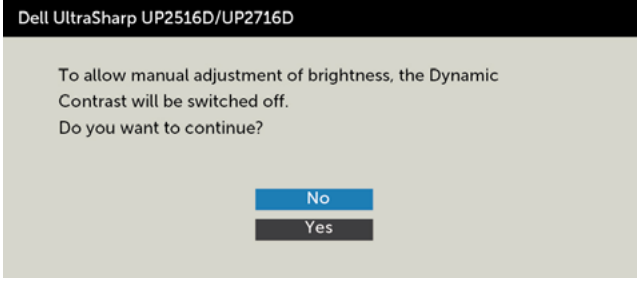 Dell UltraSharp UP2516D/UP2716D
To allow manual adjustment of brightness, the Dynamic
Contrast will be switched off.
Do you want to continue?
No
Yes